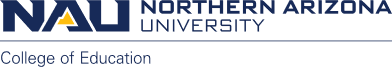 NAU NORTHERN ARIZONA
UNIVERSITY
College of Education